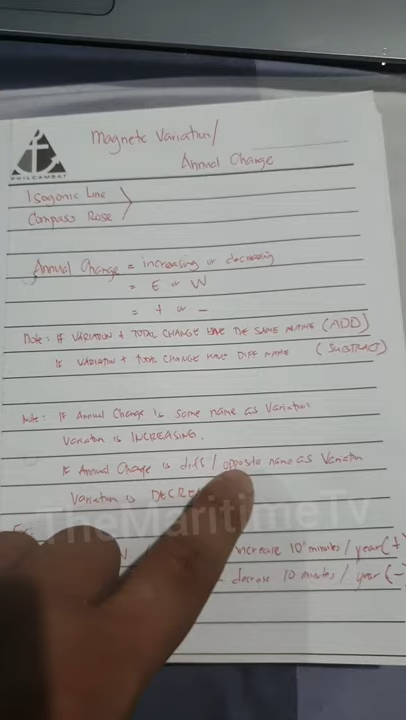 Magnetic Variation/
Annual Change
PHILCAMSAT
Isogonic Line
Compass Rose
Annual Change = increasing or decreasing
= E or W
= + or -
Note: IF VARIATION + TOTAL CHANGE HAVE THE SAME NAME (ADD)
IF VARIATION + TOTAL CHANGE HAVE DIFF NAME (SUBTRACT)
Note: IF Annual Change is same name as Variation
Variation is INCREASING.
IF Annual Change is diff / opposite name as Variation
Variation is DECRE
TheMaritimeTv
increase 10 minutes / year (+
decrease 10 minutes / year (-